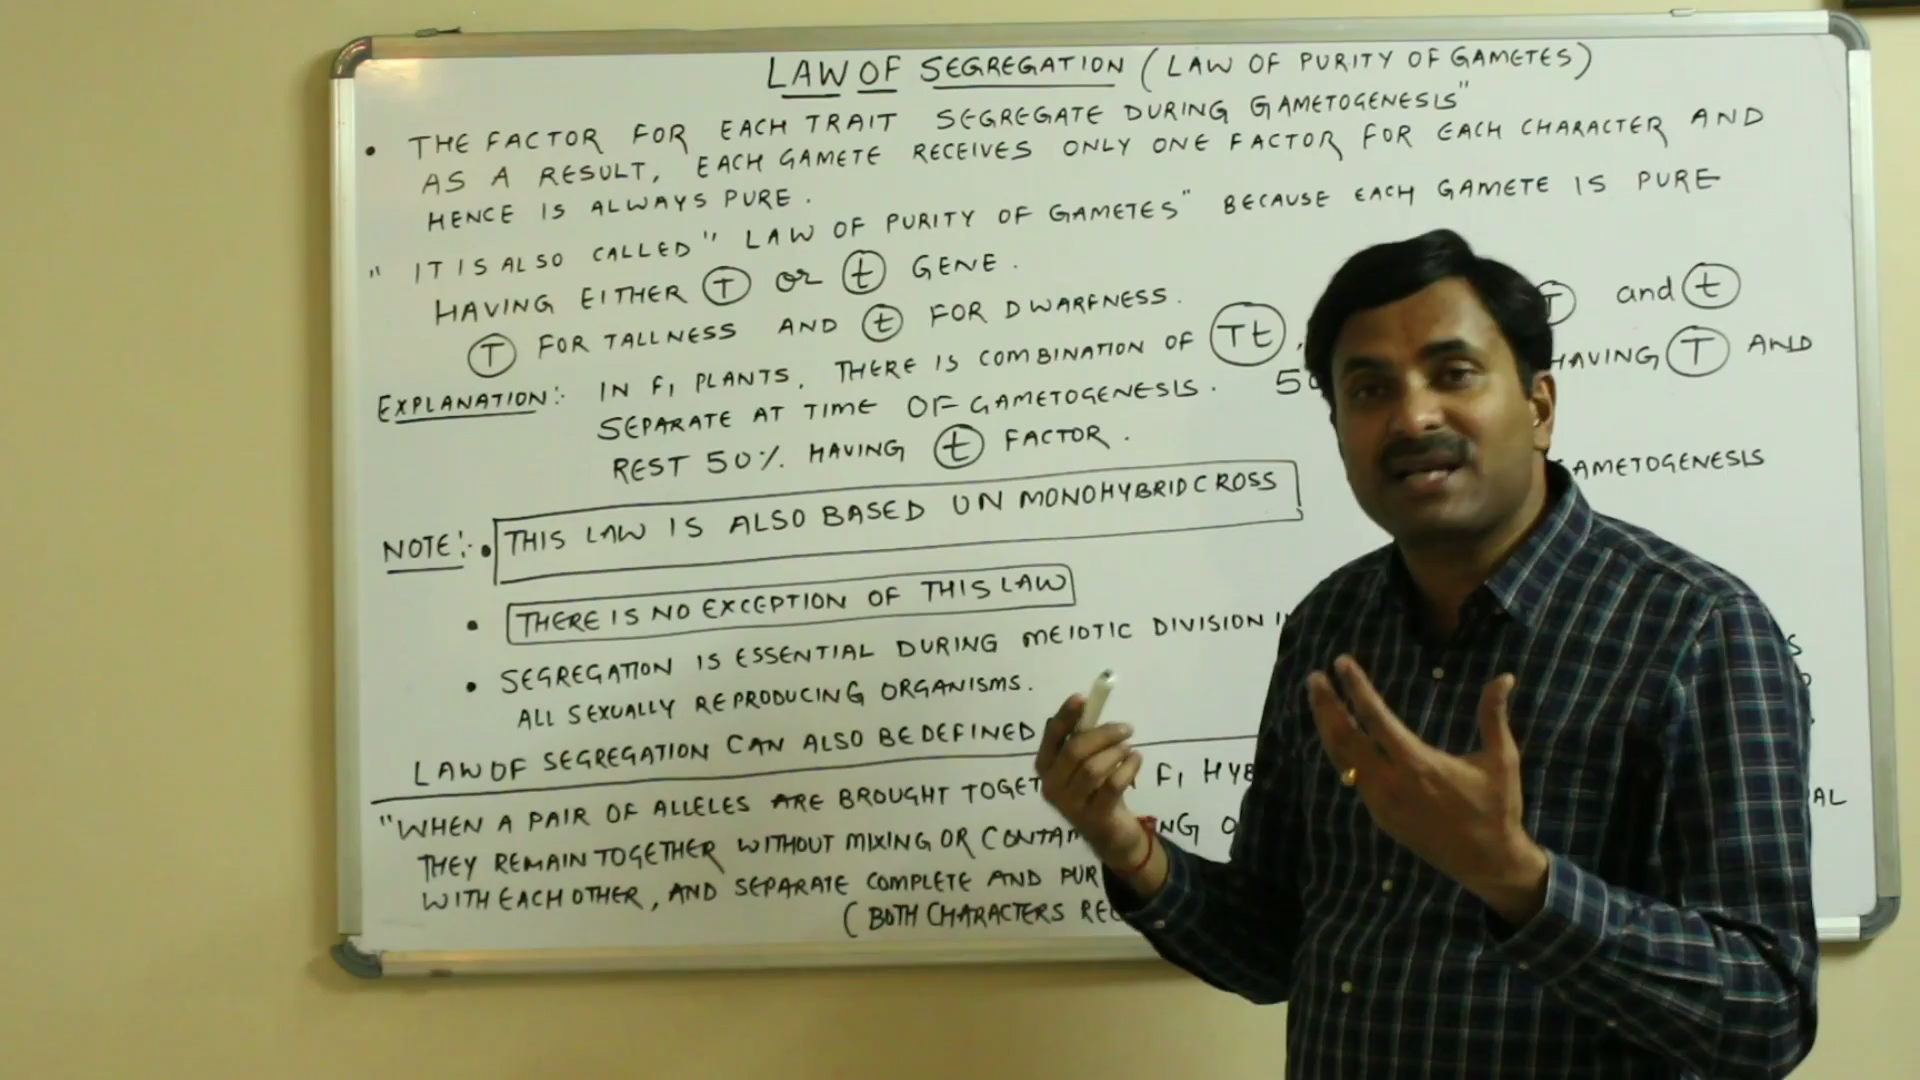 LAW OF SEGREGATION (LAW OF PURITY OF GAMETES)
• THE FACTOR FOR EACH TRAIT SEGREGATE DURING GAMETOGENESIS"
AS A RESULT, EACH GAMETE RECEIVES ONLY ONE FACTOR FOR EACH CHARACTER AND
HENCE IS ALWAYS PURE.
" IT IS ALSO CALLED " LAW OF PURITY OF GAMETES" BECAUSE EACH GAMETE IS PURE
HAVING EITHER T or t GENE.
T FOR TALLNESS AND t FOR DWARFNESS.
EXPLANATION:- IN F1 PLANTS, THERE IS COMBINATION OF Tt, T and t
SEPARATE AT TIME OF GAMETOGENESIS. HAVING T AND
REST 50% HAVING t FACTOR. GAMETOGENESIS
NOTE:- • THIS LAW IS ALSO BASED ON MONOHYBRID CROSS
• THERE IS NO EXCEPTION OF THIS LAW
• SEGREGATION IS ESSENTIAL DURING MEIOTIC DIVISION
ALL SEXUALLY REPRODUCING ORGANISMS.
LAW OF SEGREGATION CAN ALSO BE DEFINED
"WHEN A PAIR OF ALLELES ARE BROUGHT F1
THEY REMAIN TOGETHER WITHOUT MIXING OR
WITH EACH OTHER, AND SEPARATE COMPLETE AND
(BOTH CHARACTERS